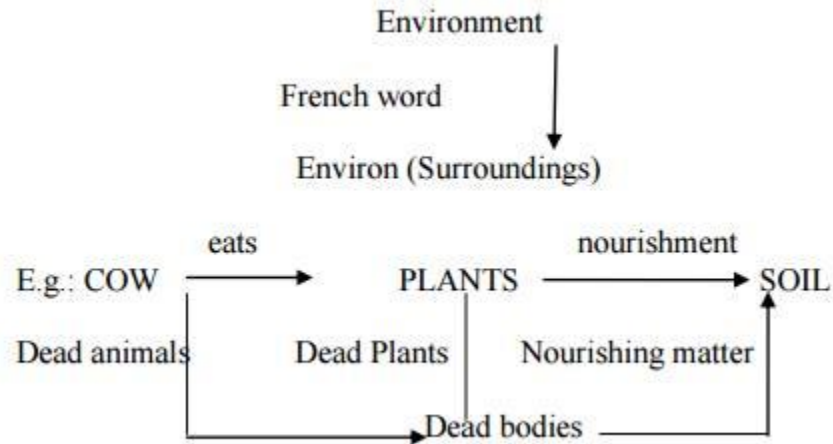 Environment
French word
Environ (Surroundings)
eats nourishment
E.g.: COW PLANTS SOIL
Dead animals Dead Plants Nourishing matter
Dead bodies